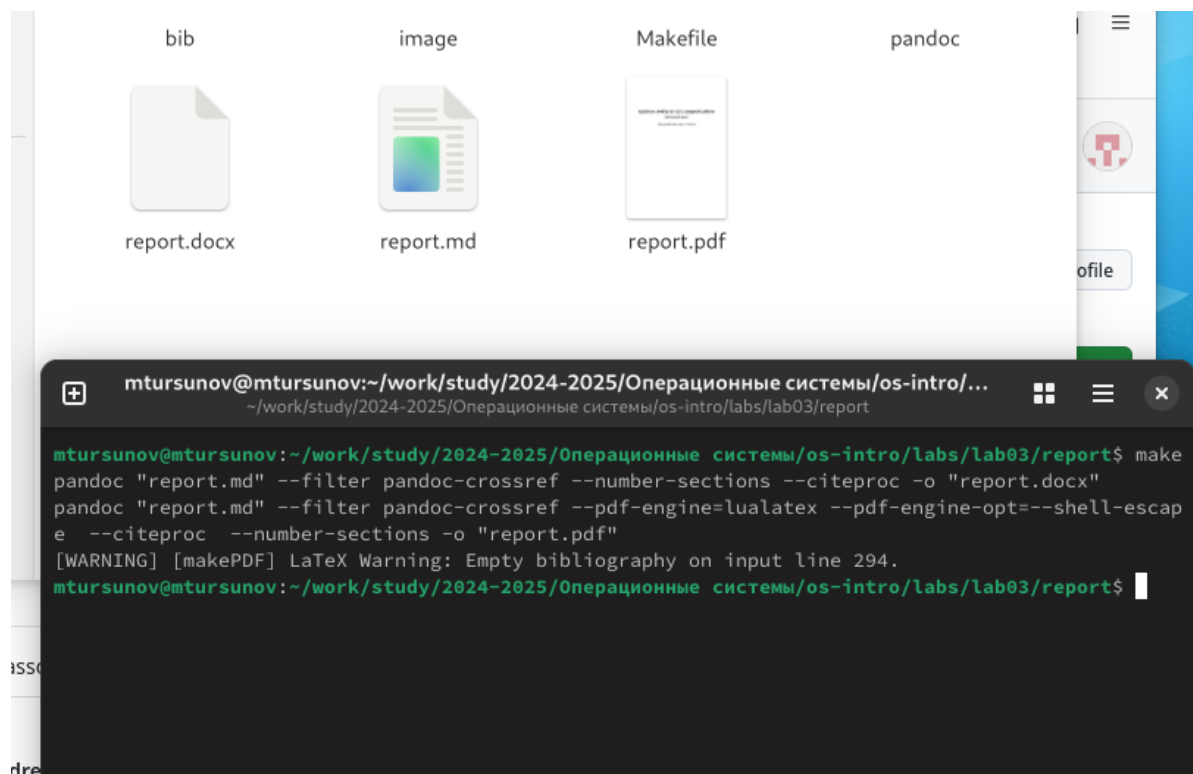 bib image Makefile pandoc
report.docx report.md report.pdf
ofile
mtursunov@mtursunov:~/work/study/2024-2025/Операционные системы/os-intro/...
~/work/study/2024-2025/Операционные системы/os-intro/labs/lab03/report
mtursunov@mtursunov:~/work/study/2024-2025/Операционные системы/os-intro/labs/lab03/report$ make
pandoc "report.md" --filter pandoc-crossref --number-sections --citeproc -o "report.docx"
pandoc "report.md" --filter pandoc-crossref --pdf-engine=lualatex --pdf-engine-opt=--shell-escap
e  --citeproc  --number-sections -o "report.pdf"
[WARNING] [makePDF] LaTeX Warning: Empty bibliography on input line 294.
mtursunov@mtursunov:~/work/study/2024-2025/Операционные системы/os-intro/labs/lab03/report$
asso
dre